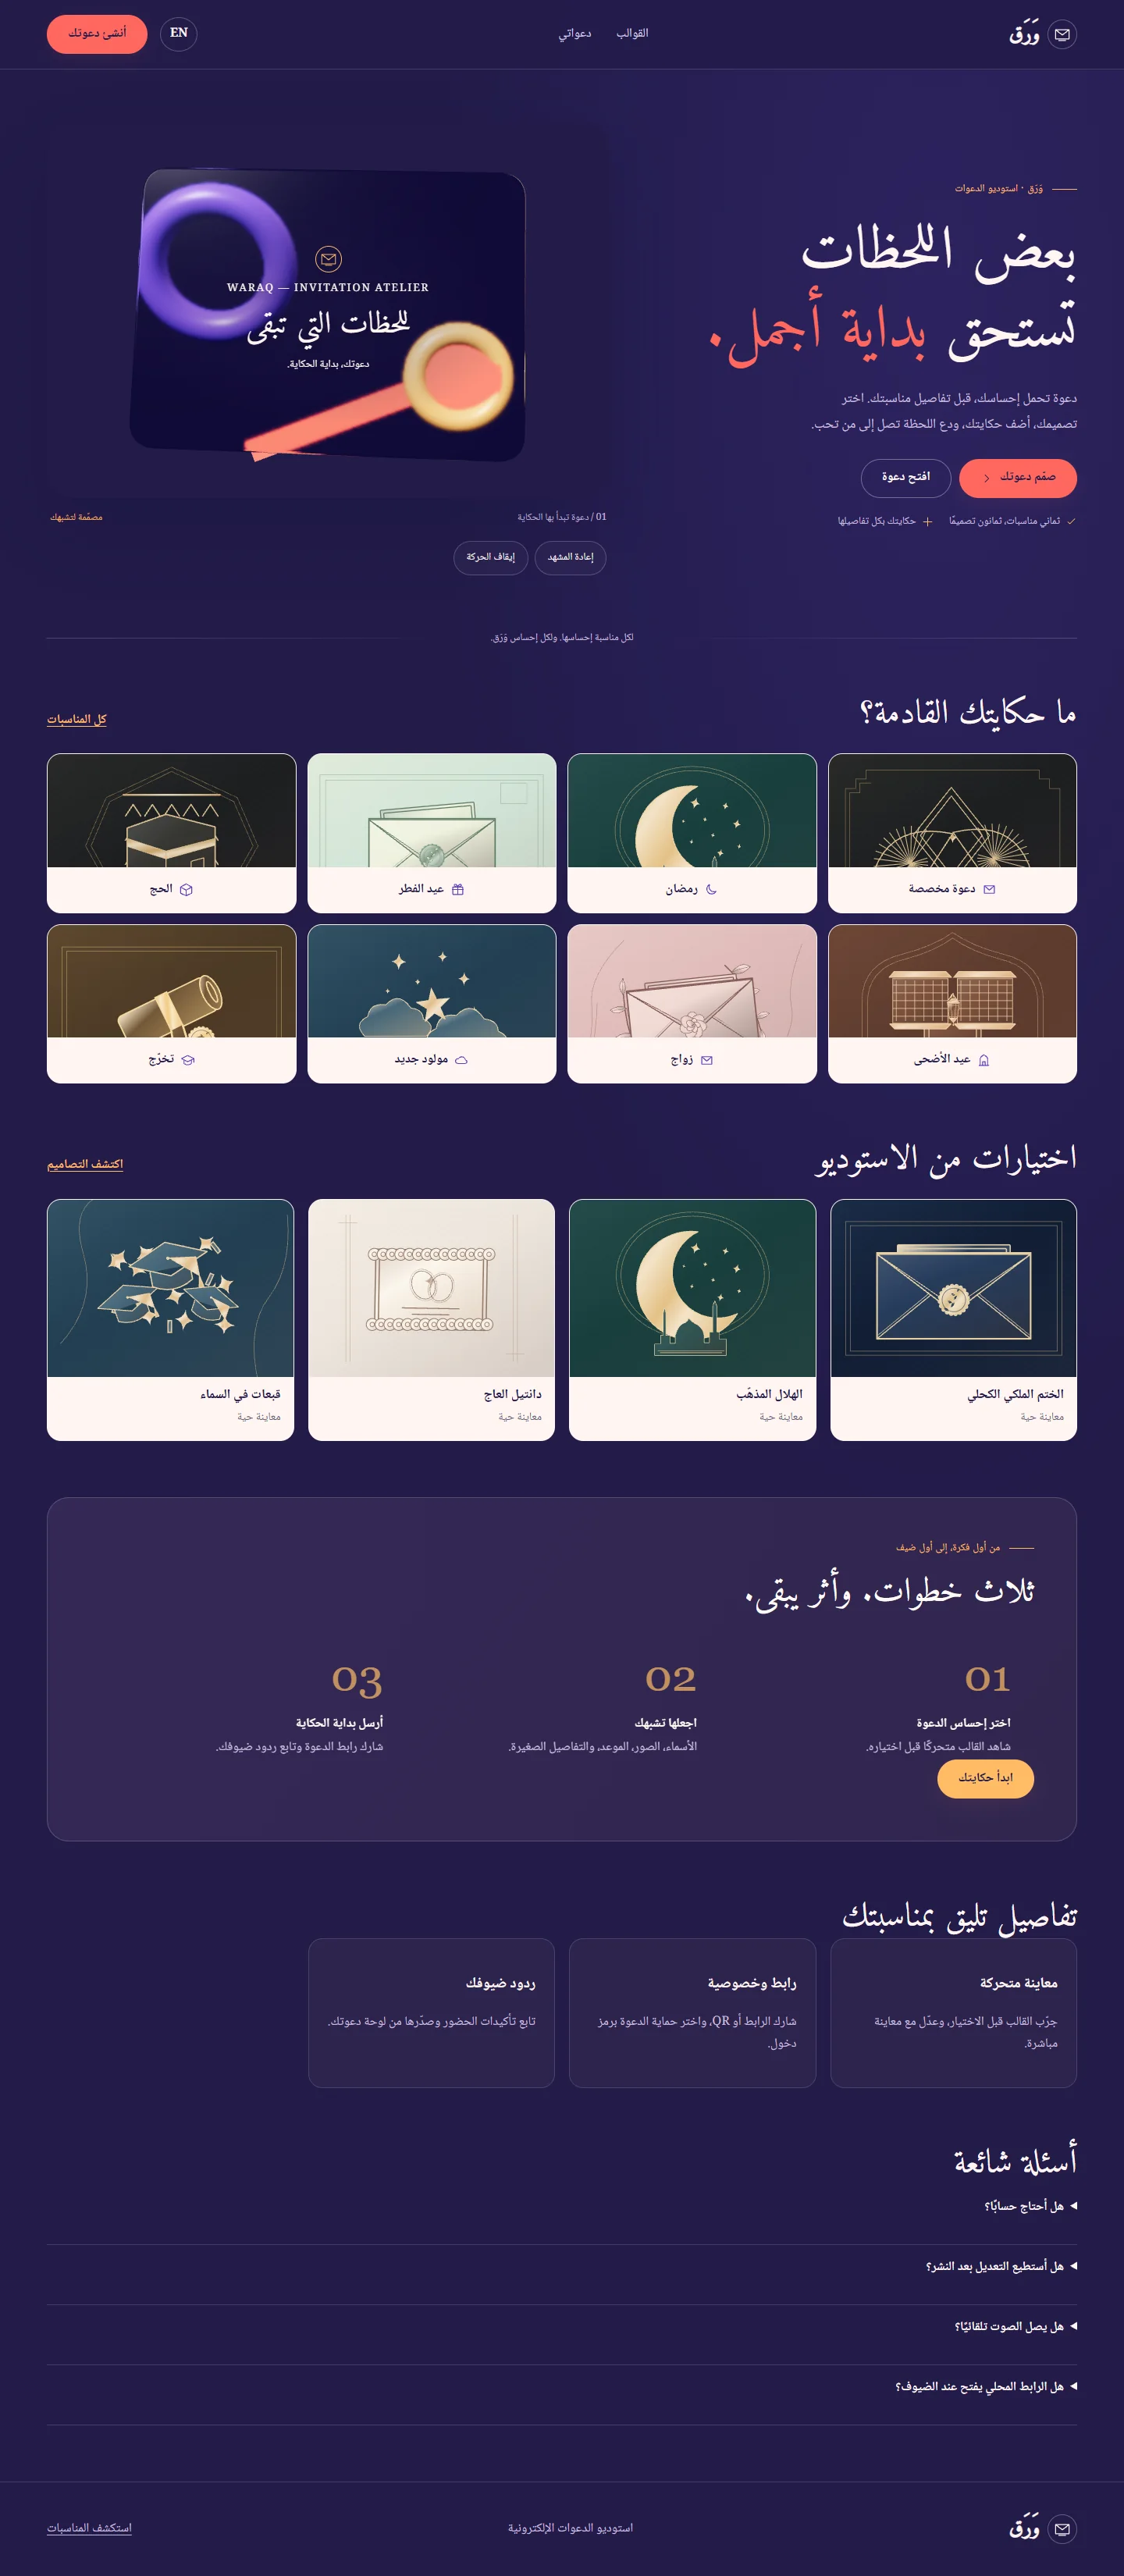 وَرَق
القوالب
دعواتي
EN
أنشئ دعوتك
وَرَق · استوديو الدعوات
بعض اللحظات
تستحق بداية أجمل.
دعوة تحمل إحساسك، قبل تفاصيل مناسبتك. اختر
تصميمك، أضف حكايتك، ودع اللحظة تصل إلى من تحب.
صمّم دعوتك
افتح دعوة
ثماني مناسبات، ثمانون تصميمًا
حكايتك بكل تفاصيلها
WARAQ — INVITATION ATELIER
للحظات التي تبقى
دعوتك، بداية الحكاية.
01 / دعوة تبدأ بها الحكاية
مصمّمة لتشبهك
إعادة المشهد
إيقاف الحركة
لكل مناسبة إحساسها. ولكل إحساس وَرَق.
ما حكايتك القادمة؟
كل المناسبات
دعوة مخصصة
رمضان
عيد الفطر
الحج
عيد الأضحى
زواج
مولود جديد
تخرّج
اختيارات من الاستوديو
اكتشف التصاميم
الختم الملكي الكحلي
معاينة حية
الهلال المذهّب
معاينة حية
دانتيل العاج
معاينة حية
قبعات في السماء
معاينة حية
من أول فكرة، إلى أول ضيف
ثلاث خطوات. وأثر يبقى.
01
اختر إحساس الدعوة
شاهد القالب متحركًا قبل اختياره.
02
اجعلها تشبهك
الأسماء، الصور، الموعد، والتفاصيل الصغيرة.
03
أرسل بداية الحكاية
شارك رابط الدعوة وتابع ردود ضيوفك.
ابدأ حكايتك
تفاصيل تليق بمناسبتك
معاينة متحركة
جرّب القالب قبل الاختيار، وعدّل مع معاينة
مباشرة.
رابط وخصوصية
شارك الرابط أو QR، واختر حماية الدعوة برمز
دخول.
ردود ضيوفك
تابع تأكيدات الحضور وصدّرها من لوحة دعوتك.
أسئلة شائعة
هل أحتاج حسابًا؟
هل أستطيع التعديل بعد النشر؟
هل يصل الصوت تلقائيًا؟
هل الرابط المحلي يفتح عند الضيوف؟
وَرَق
استوديو الدعوات الإلكترونية
استكشف المناسبات